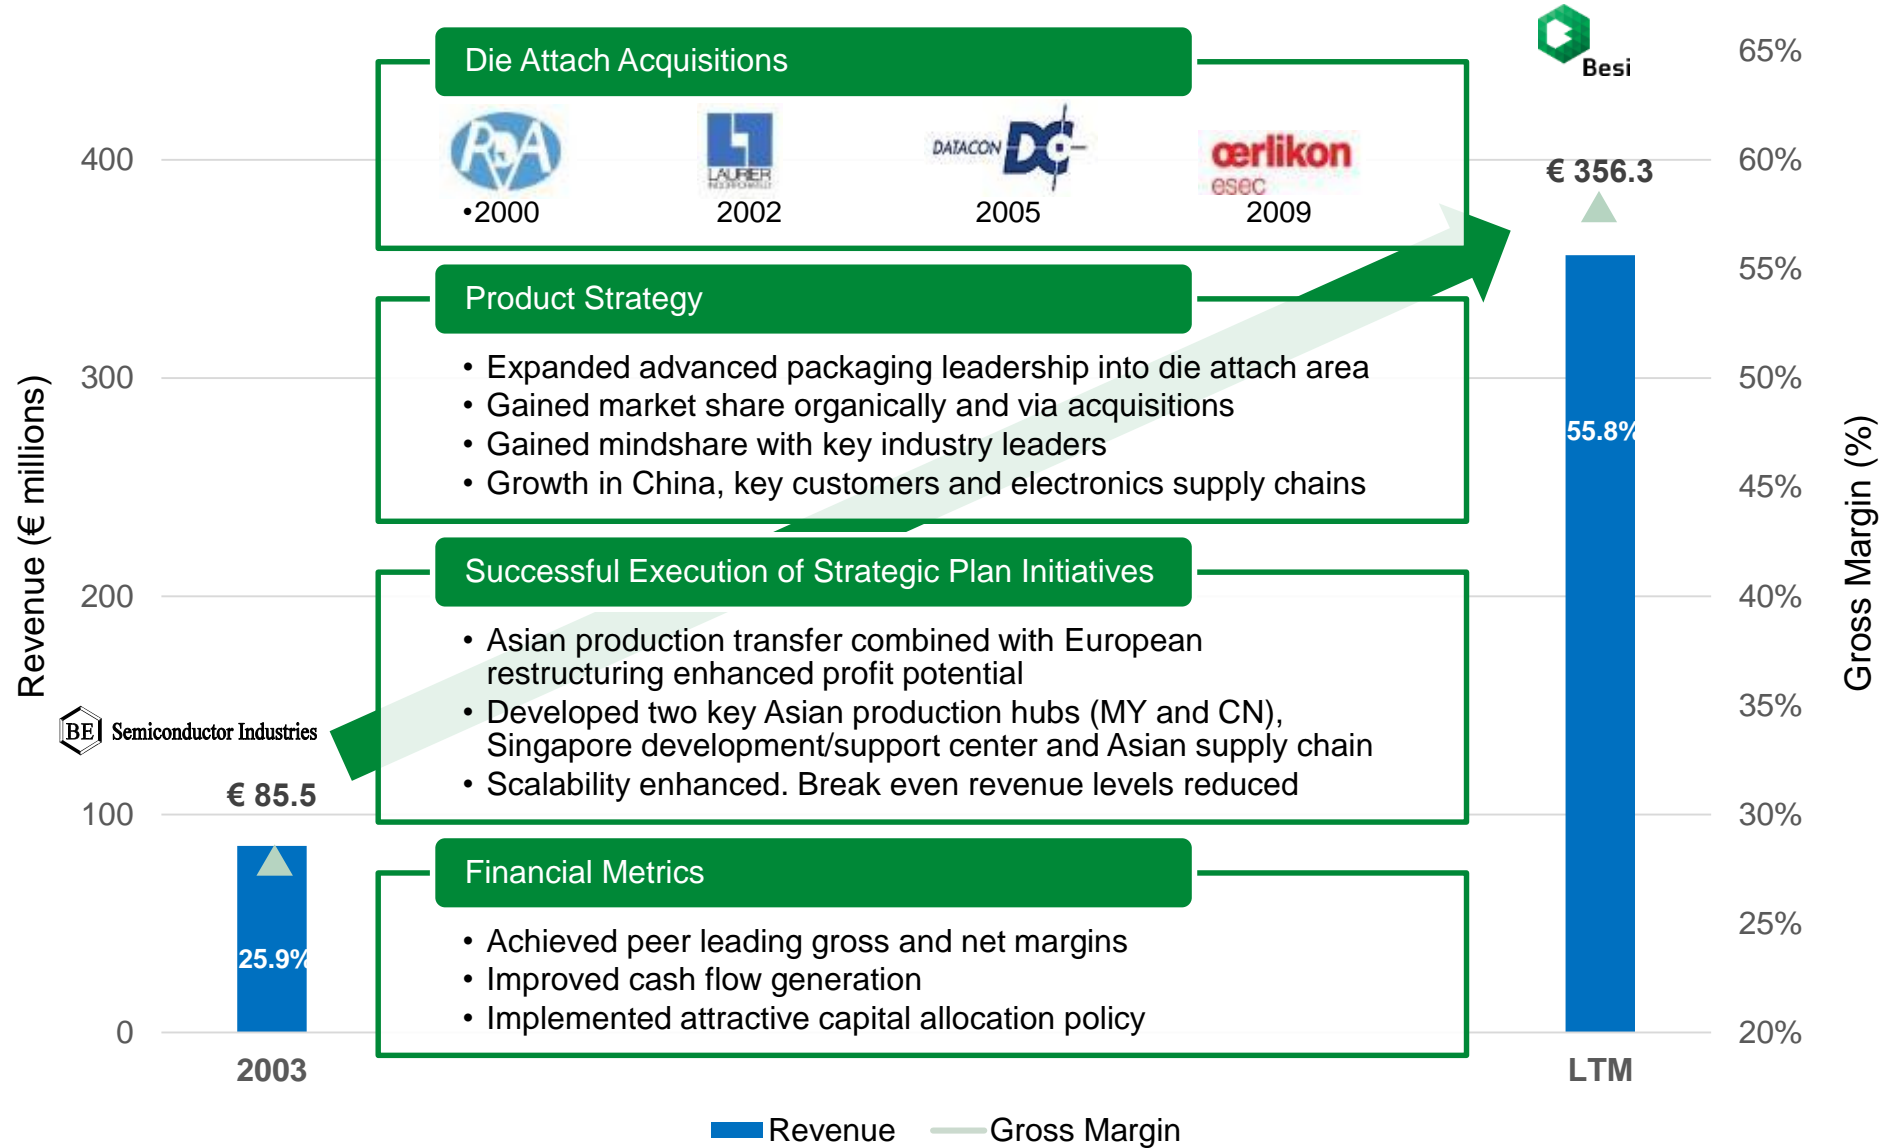 Die Attach Acquisitions
RDA
LAURIER
INCORPORATED
DATACON DC
œrlikon
esec
•2000
2002
2005
2009
Besi
€ 356.3
55.8%
LTM
Product Strategy
• Expanded advanced packaging leadership into die attach area
• Gained market share organically and via acquisitions
• Gained mindshare with key industry leaders
• Growth in China, key customers and electronics supply chains
Successful Execution of Strategic Plan Initiatives
• Asian production transfer combined with European
restructuring enhanced profit potential
• Developed two key Asian production hubs (MY and CN),
Singapore development/support center and Asian supply chain
• Scalability enhanced. Break even revenue levels reduced
Financial Metrics
• Achieved peer leading gross and net margins
• Improved cash flow generation
• Implemented attractive capital allocation policy
BE Semiconductor Industries
€ 85.5
25.9%
2003
Revenue (€ millions)
400
300
200
100
0
Gross Margin (%)
65%
60%
55%
50%
45%
40%
35%
30%
25%
20%
Revenue
Gross Margin